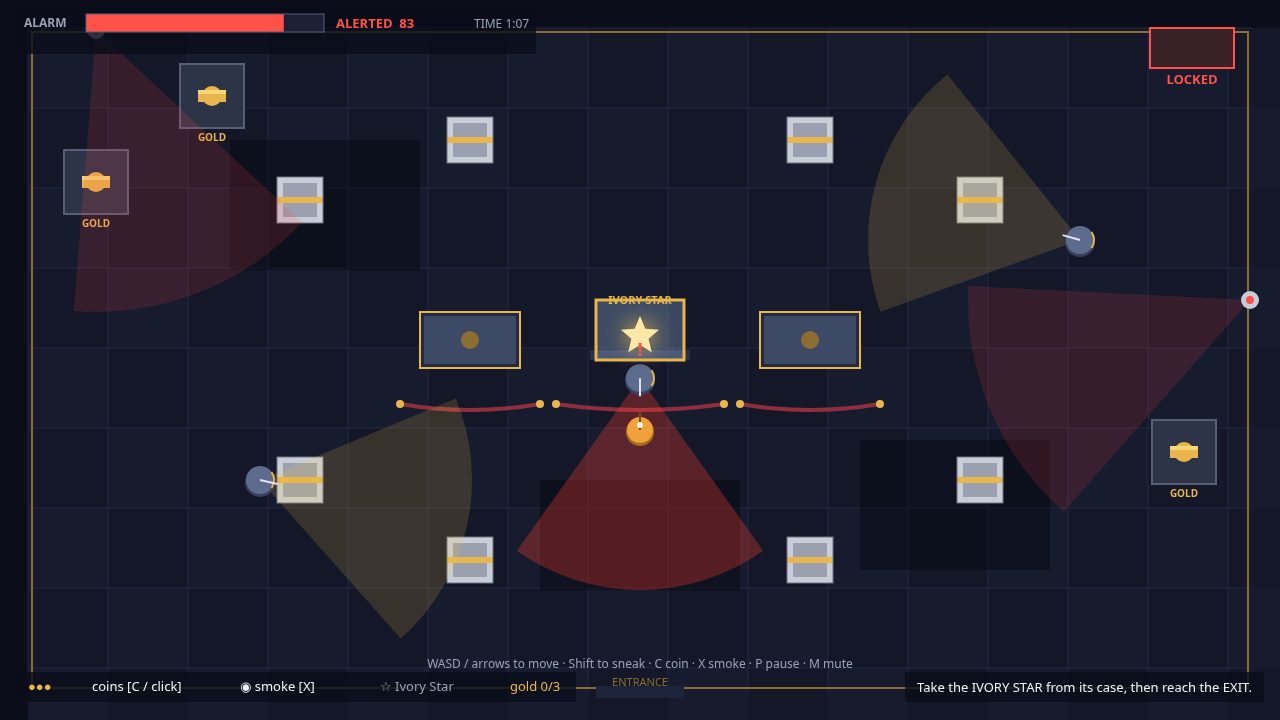 ALARM
ALERTED 83
TIME 1:07
LOCKED
GOLD
GOLD
IVORY STAR
!
GOLD
WASD / arrows to move · Shift to sneak · C coin · X smoke · P pause · M mute
ENTRANCE
●●● coins [C / click]
◉ smoke [X]
☆ Ivory Star
gold 0/3
Take the IVORY STAR from its case, then reach the EXIT.